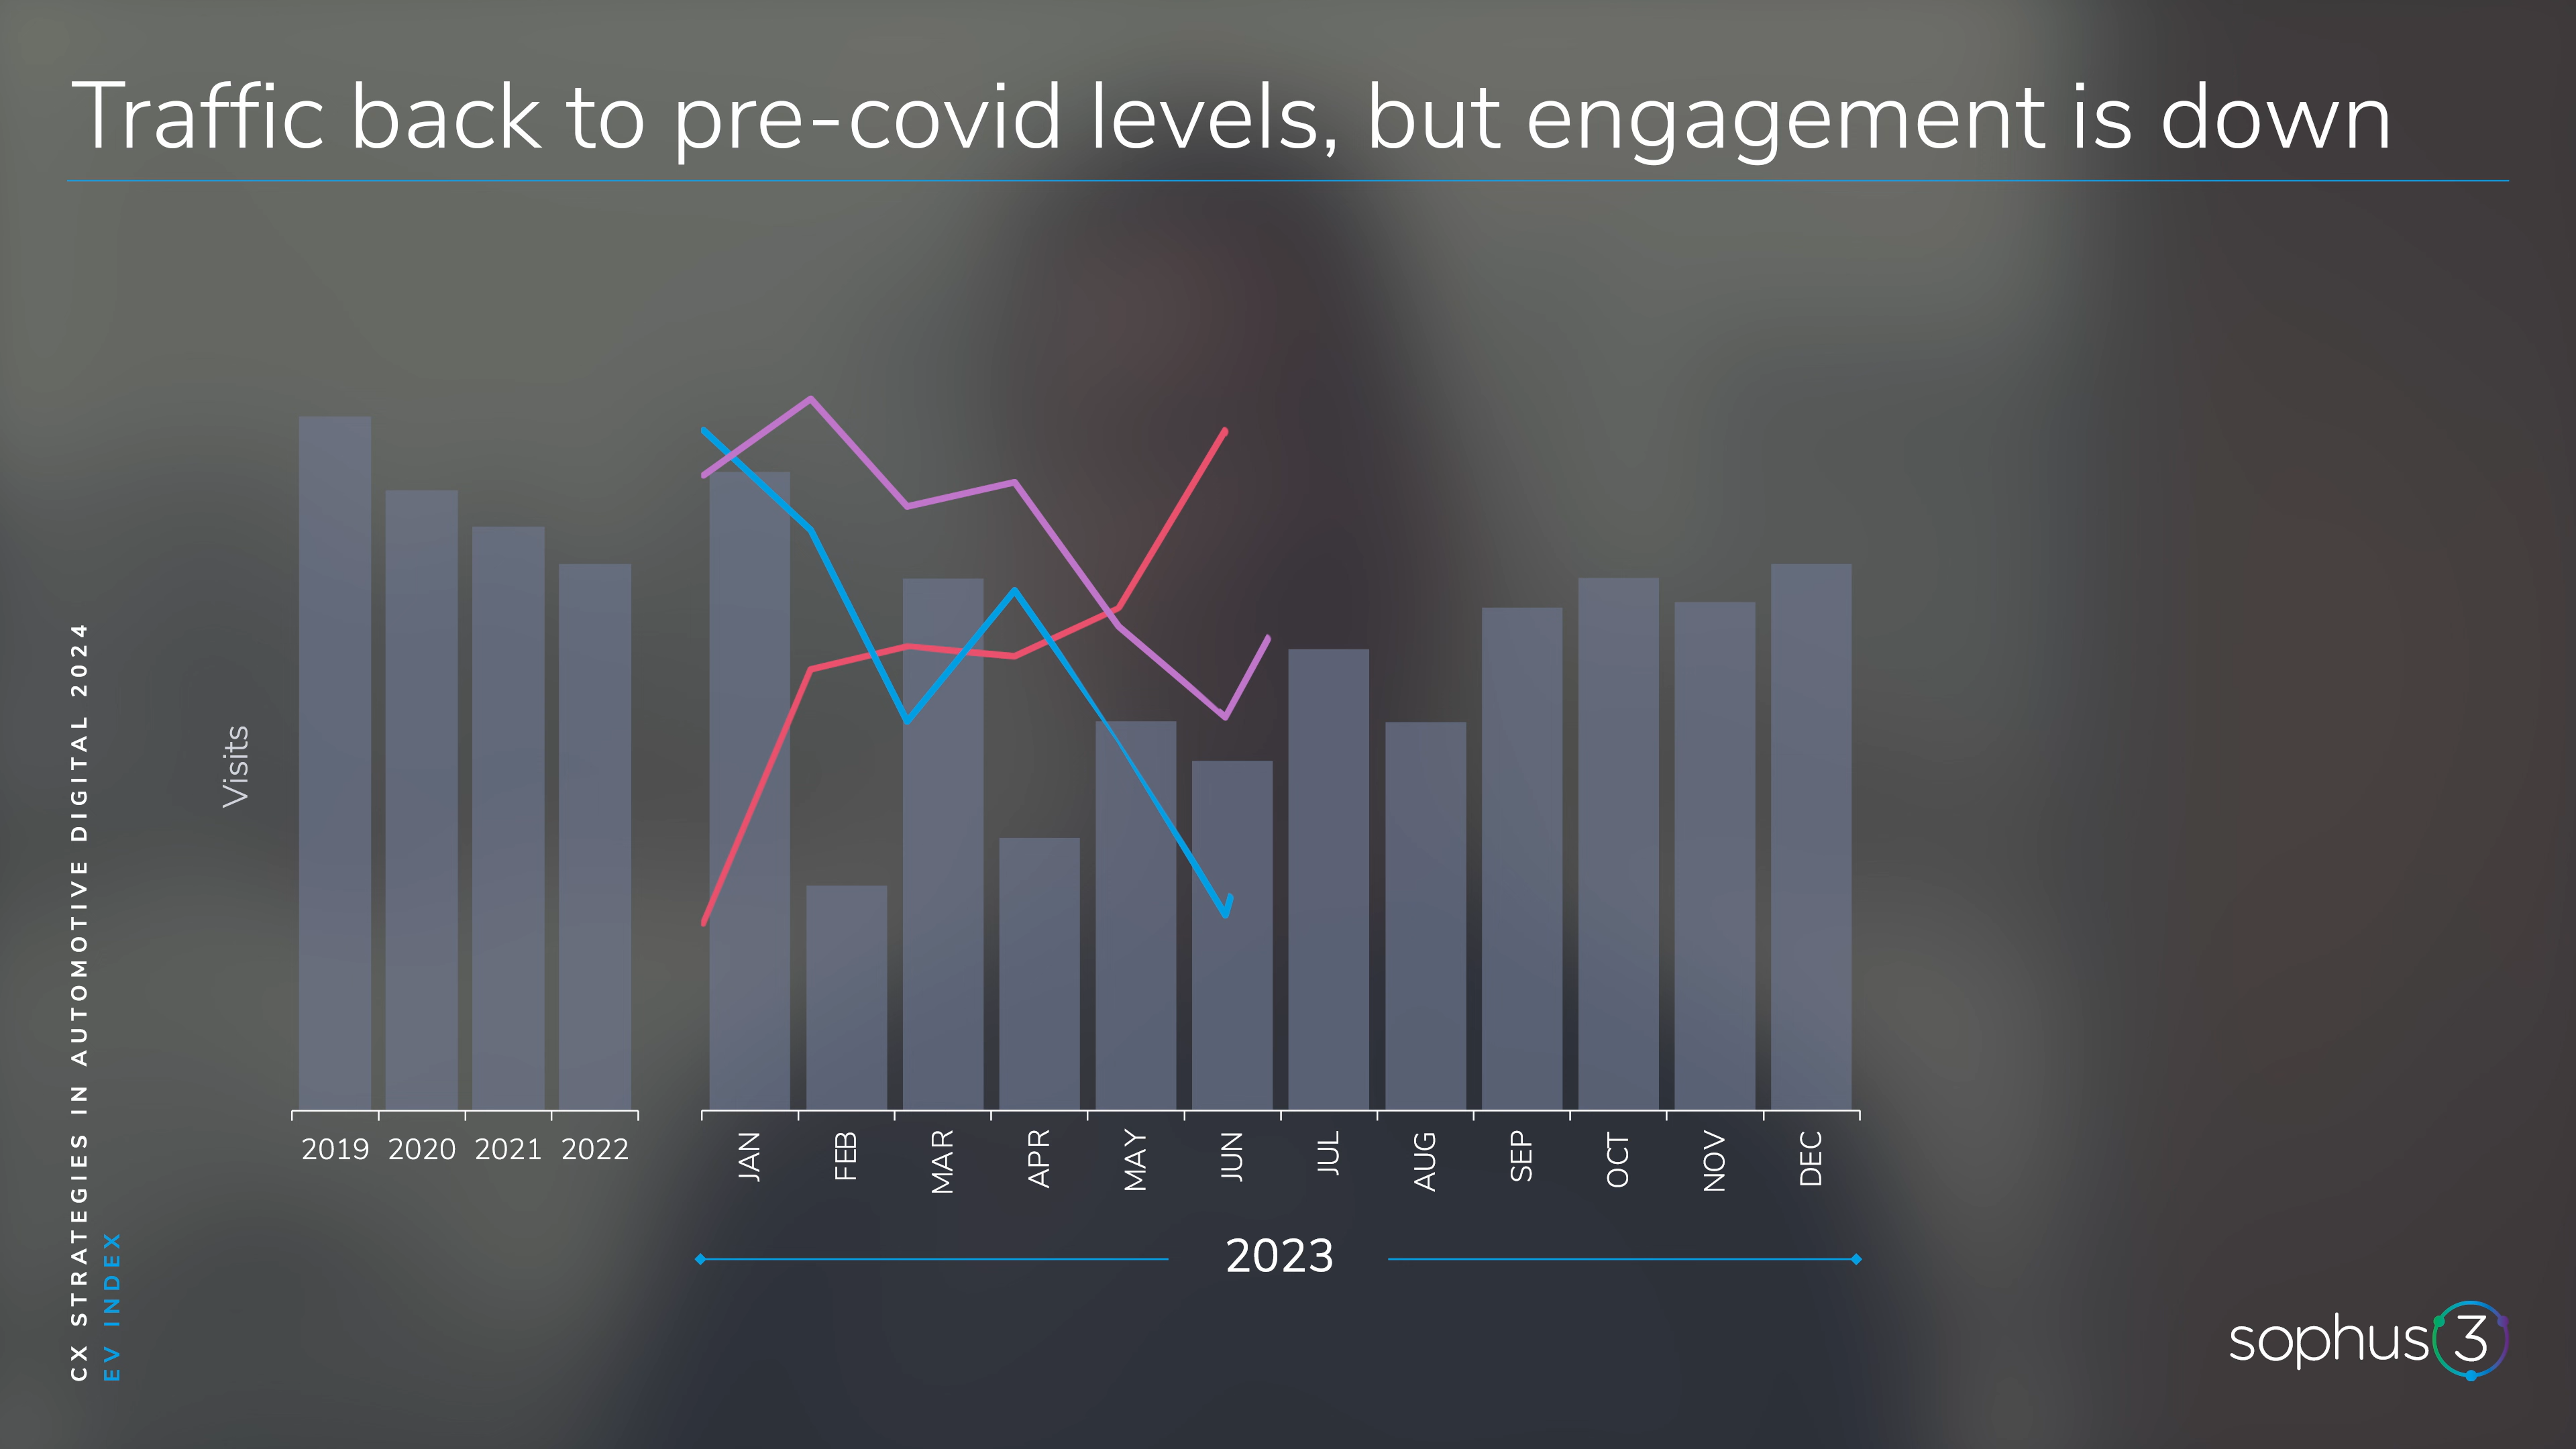 Traffic back to pre-covid levels, but engagement is down
CX STRATEGIES IN AUTOMOTIVE DIGITAL 2024
EV INDEX
Visits
2019 2020 2021 2022
JAN FEB MAR APR MAY JUN JUL AUG SEP OCT NOV DEC
2023
sophus3